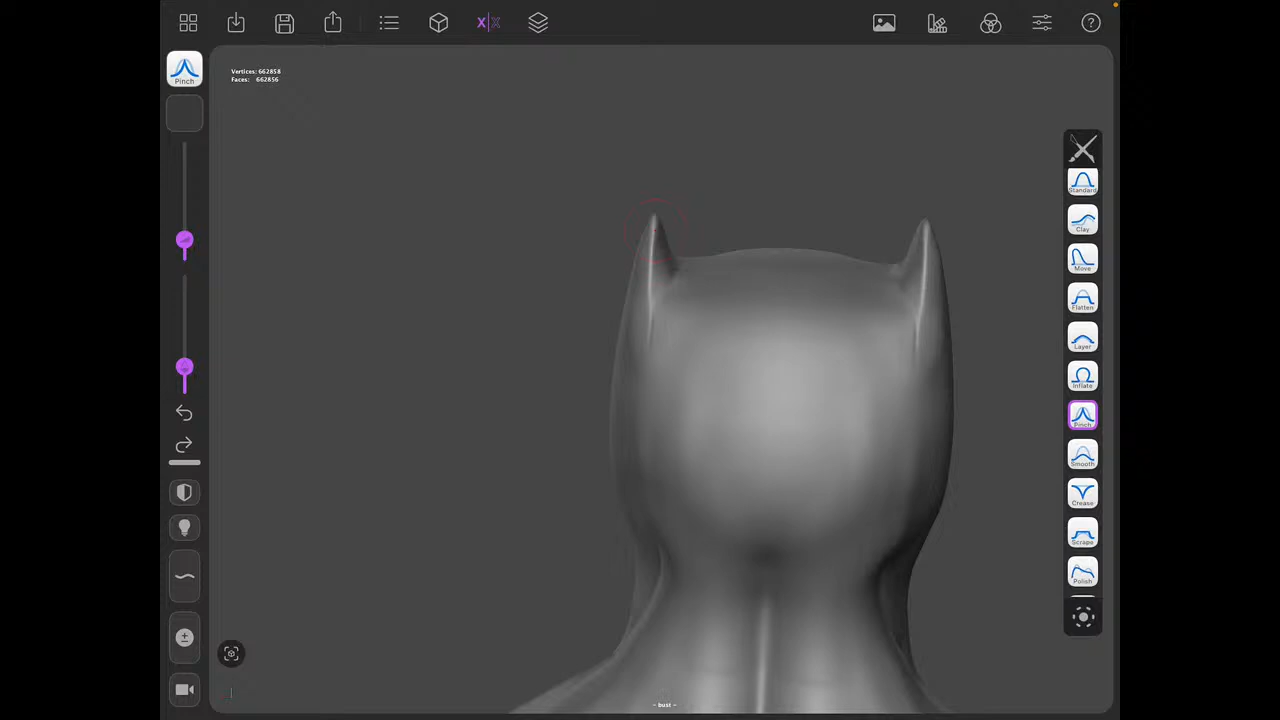 X|X
Pinch
Vertices: 662858
Faces: 662856
Standard
Clay
Move
Flatten
Layer
Inflate
Pinch
Smooth
Crease
Scrape
Polish
~ bust ~